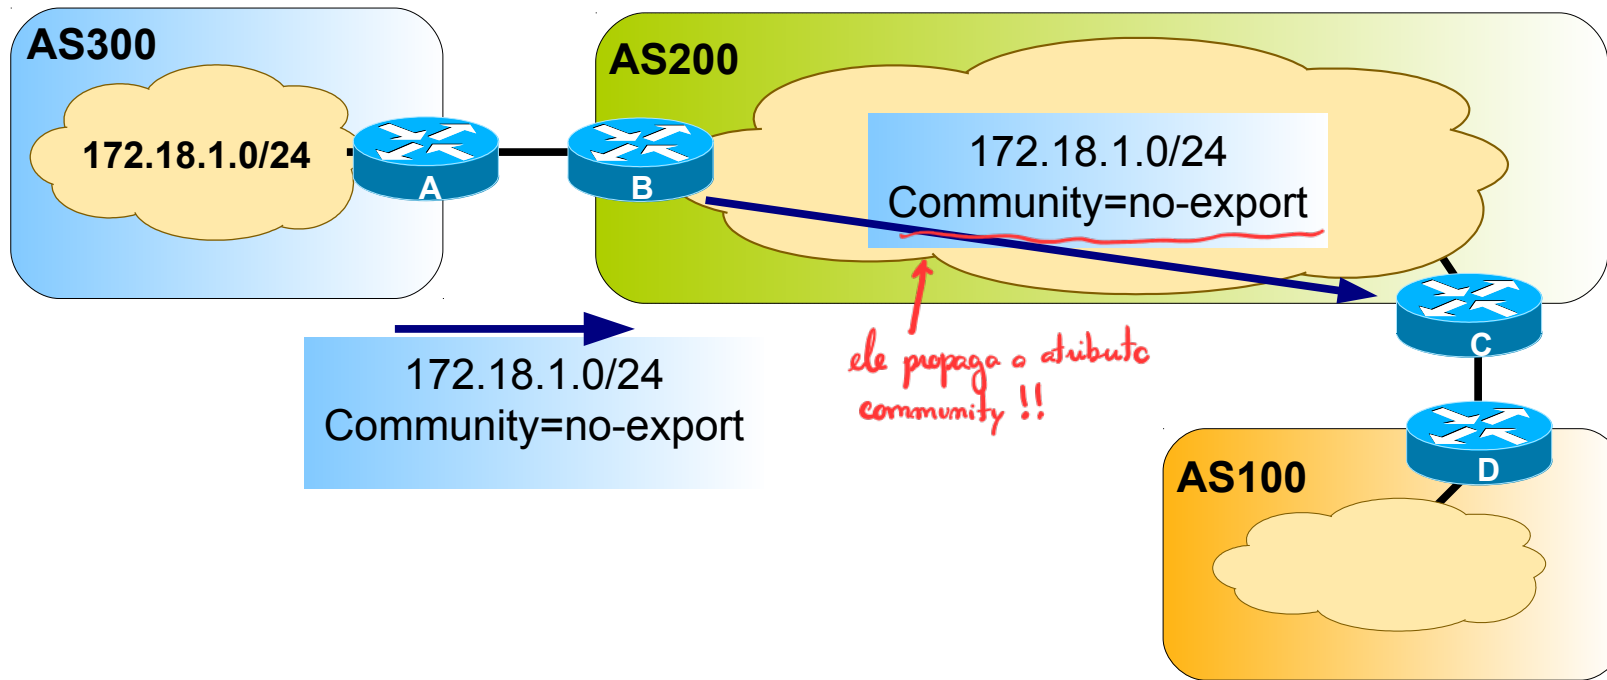 AS300
172.18.1.0/24
A
B
AS200
172.18.1.0/24
Community=no-export
172.18.1.0/24
Community=no-export
ele propaga o atributo
community !!
C
D
AS100